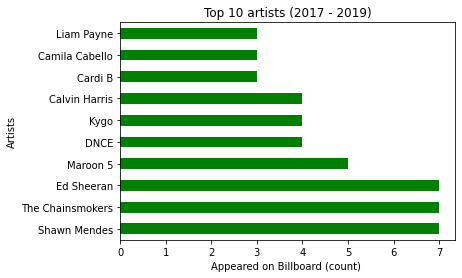 Top 10 artists (2017 - 2019)
Artists
Liam Payne
Camila Cabello
Cardi B
Calvin Harris
Kygo
DNCE
Maroon 5
Ed Sheeran
The Chainsmokers
Shawn Mendes
0 1 2 3 4 5 6 7
Appeared on Billboard (count)